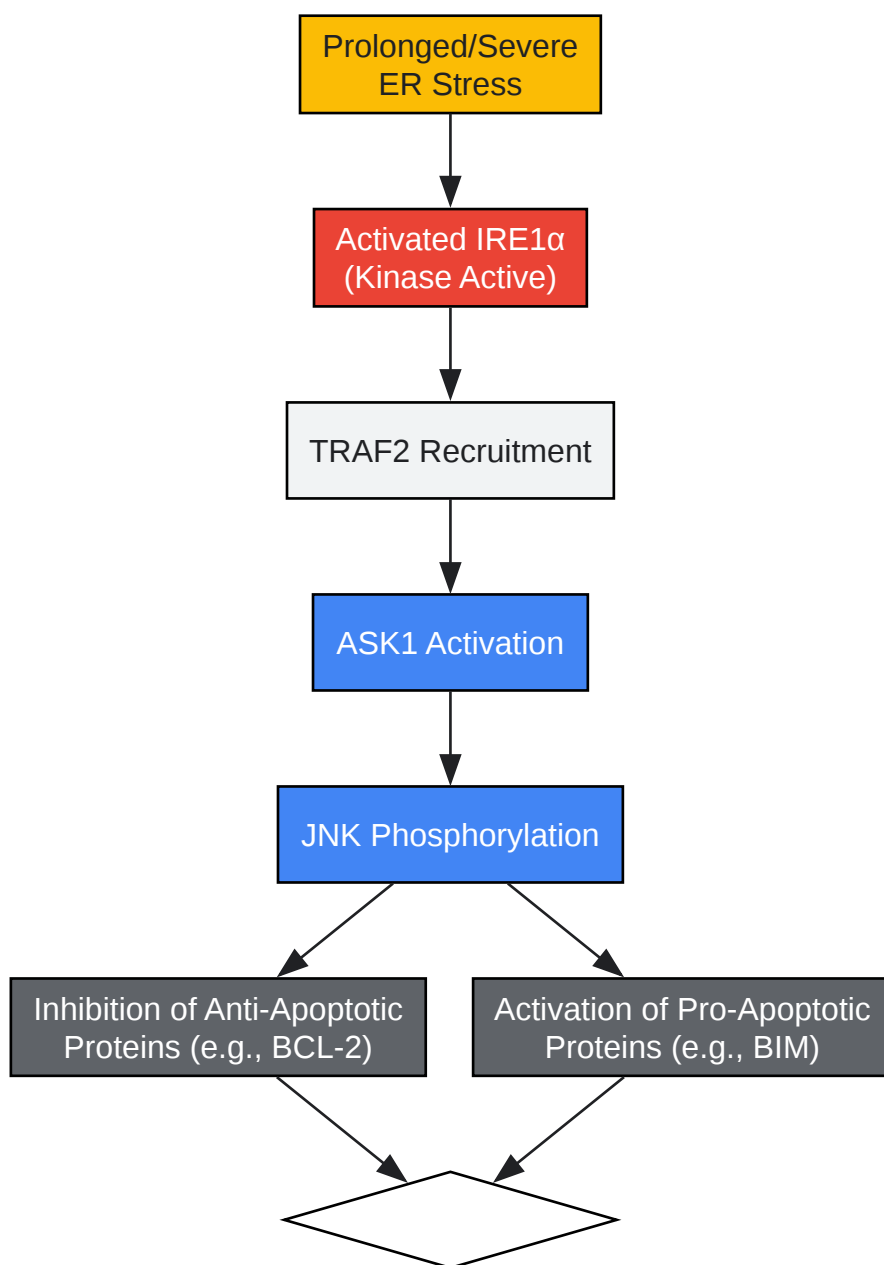 Prolonged/Severe
ER Stress
Activated IRE1α
(Kinase Active)
TRAF2 Recruitment
ASK1 Activation
JNK Phosphorylation
Inhibition of Anti-Apoptotic
Proteins (e.g., BCL-2)
Activation of Pro-Apoptotic
Proteins (e.g., BIM)